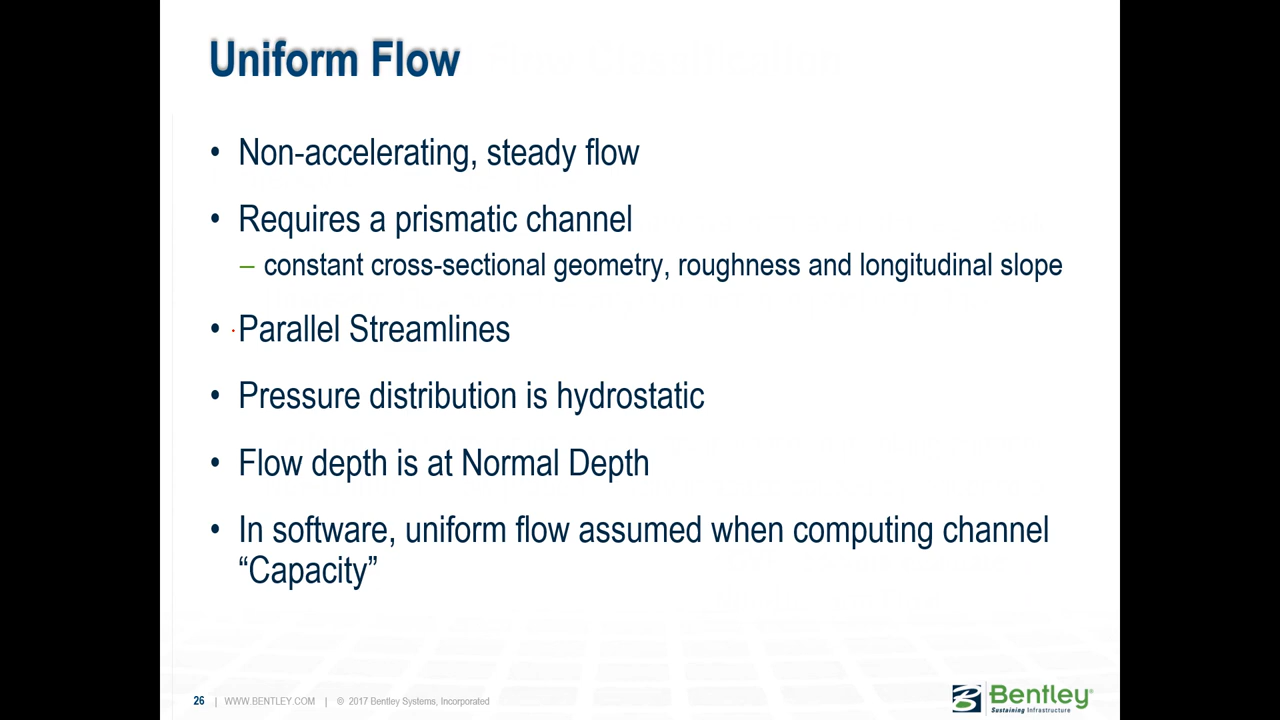 Uniform Flow
• Non-accelerating, steady flow
• Requires a prismatic channel
– constant cross-sectional geometry, roughness and longitudinal slope
• Parallel Streamlines
• Pressure distribution is hydrostatic
• Flow depth is at Normal Depth
• In software, uniform flow assumed when computing channel
“Capacity”
26 | WWW.BENTLEY.COM | © 2017 Bentley Systems, Incorporated
Bentley®
Sustaining Infrastructure